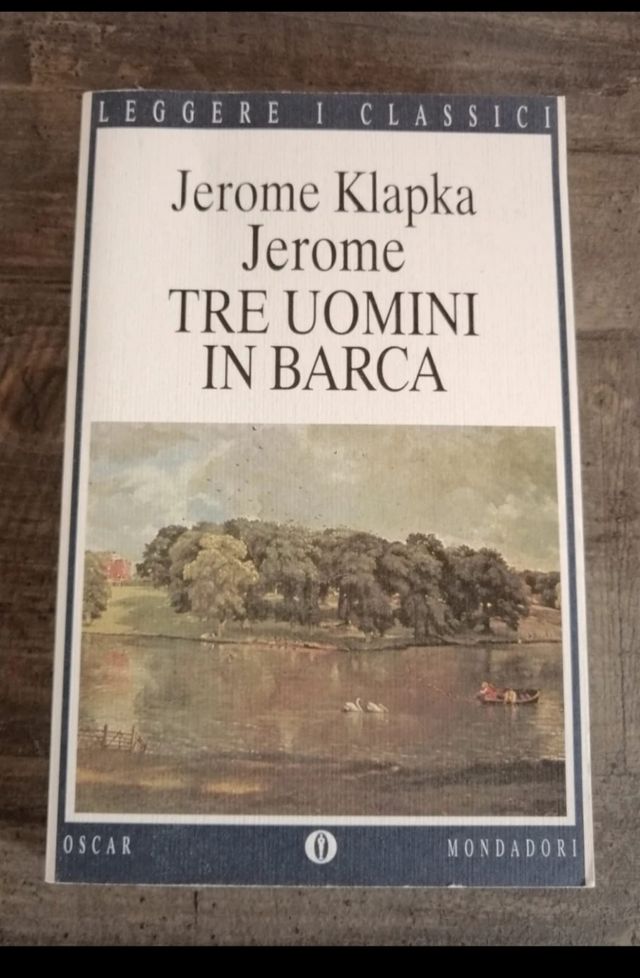 LEGGERE I CLASSICI
Jerome Klapka
Jerome
TRE UOMINI
IN BARCA
OSCAR
MONDADORI